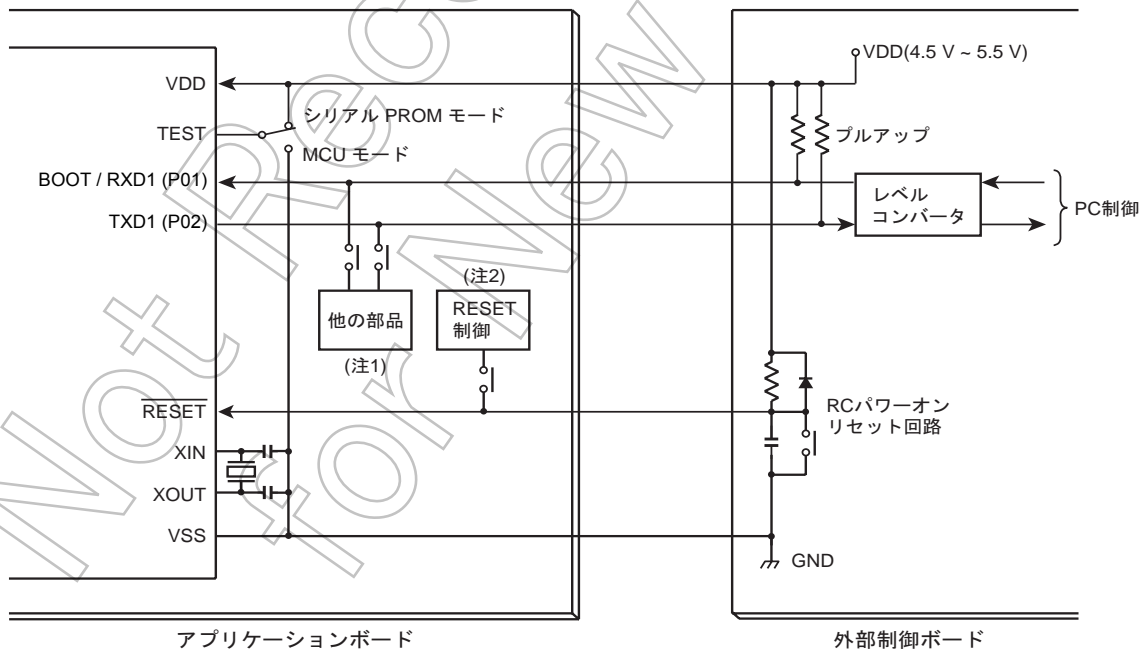 VDD(4.5 V ~ 5.5 V)
VDD
シリアル PROM モード
TEST
MCU モード
プルアップ
BOOT / RXD1 (P01)
レベル
コンバータ
PC制御
TXD1 (P02)
(注2)
RESET
制御
他の部品
(注1)
RESET
RCパワーオン
リセット回路
XIN
XOUT
VSS
GND
アプリケーションボード
外部制御ボード
Not Rec
for New